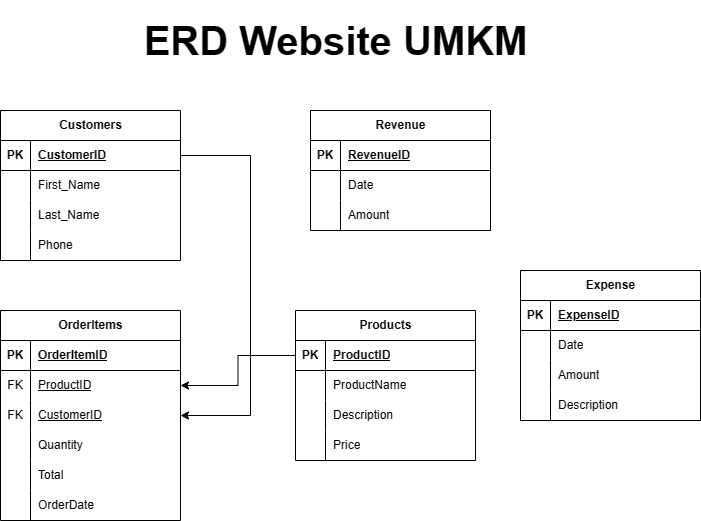 ERD Website UMKM
Customers
PK CustomerID
First_Name
Last_Name
Phone
Revenue
PK RevenueID
Date
Amount
OrderItems
PK OrderItemID
FK ProductID
FK CustomerID
Quantity
Total
OrderDate
Products
PK ProductID
ProductName
Description
Price
Expense
PK ExpenseID
Date
Amount
Description